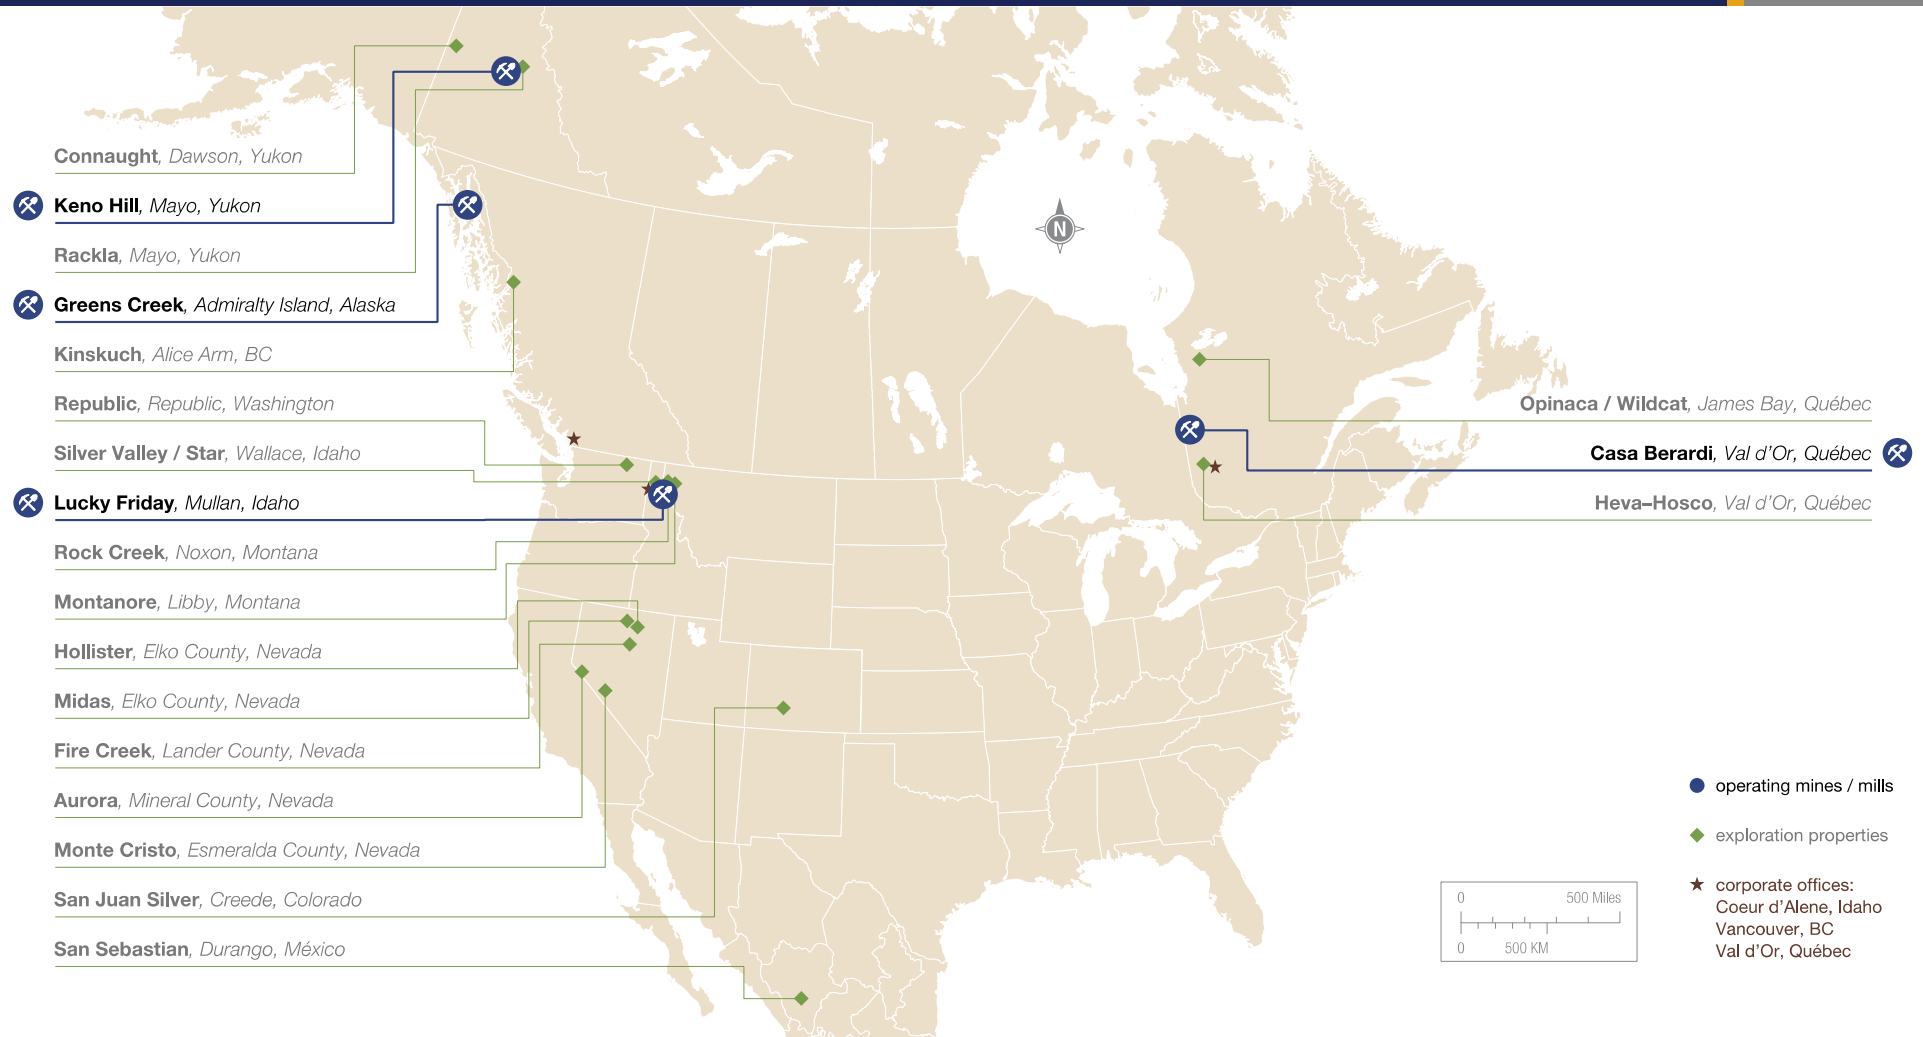 Connaught, Dawson, Yukon
Keno Hill, Mayo, Yukon
Rackla, Mayo, Yukon
Greens Creek, Admiralty Island, Alaska
Kinskuch, Alice Arm, BC
Republic, Republic, Washington
Silver Valley / Star, Wallace, Idaho
Lucky Friday, Mullan, Idaho
Rock Creek, Noxon, Montana
Montanore, Libby, Montana
Hollister, Elko County, Nevada
Midas, Elko County, Nevada
Fire Creek, Lander County, Nevada
Aurora, Mineral County, Nevada
Monte Cristo, Esmeralda County, Nevada
San Juan Silver, Creede, Colorado
San Sebastian, Durango, México
N
Opinaca / Wildcat, James Bay, Québec
Casa Berardi, Val d'Or, Québec
Heva–Hosco, Val d'Or, Québec
operating mines / mills
exploration properties
corporate offices:
Coeur d'Alene, Idaho
Vancouver, BC
Val d'Or, Québec
0 500 Miles
0 500 KM